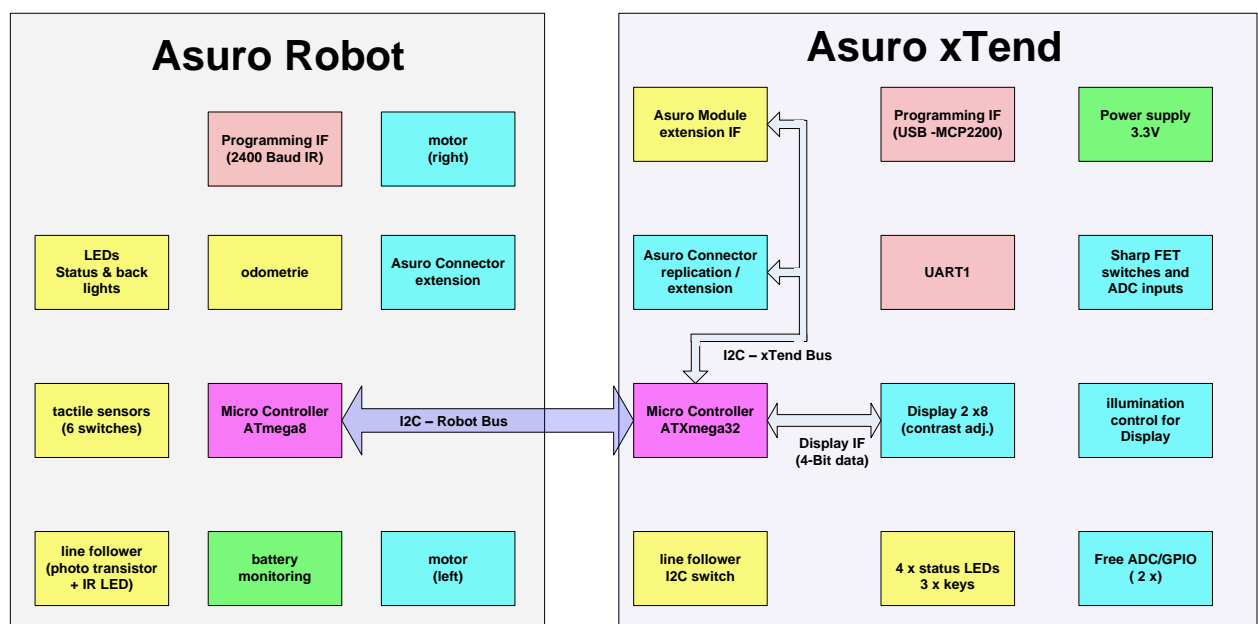 Asuro Robot
Programming IF
(2400 Baud IR)
motor
(right)
LEDs
Status & back
lights
odometrie
Asuro Connector
extension
tactile sensors
(6 switches)
Micro Controller
ATmega8
I2C – Robot Bus
line follower
(photo transistor
+ IR LED)
battery
monitoring
motor
(left)
Asuro xTend
Asuro Module
extension IF
Programming IF
(USB -MCP2200)
Power supply
3.3V
Asuro Connector
replication /
extension
UART1
Sharp FET
switches and
ADC inputs
I2C – xTend Bus
Micro Controller
ATXmega32
Display IF
(4-Bit data)
Display 2 x8
(contrast adj.)
illumination
control for
Display
line follower
I2C switch
4 x status LEDs
3 x keys
Free ADC/GPIO
( 2 x)